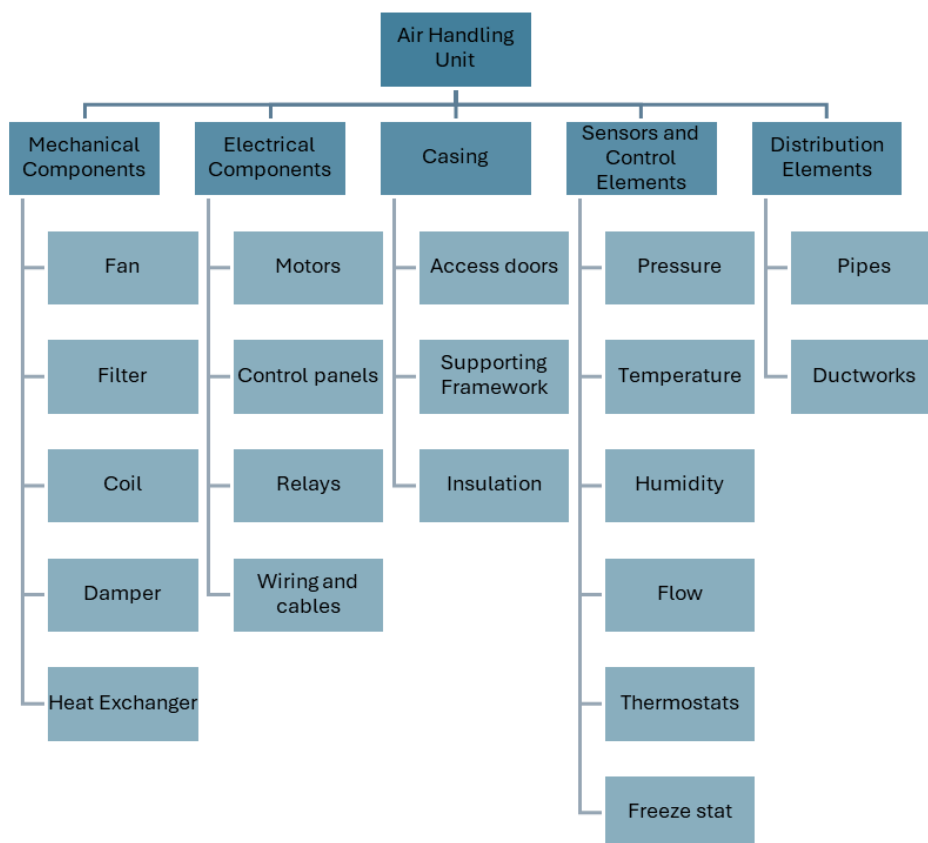 Air Handling
Unit
Mechanical
Components
Electrical
Components
Casing
Sensors and
Control
Elements
Distribution
Elements
Fan
Motors
Access doors
Pressure
Pipes
Filter
Control panels
Supporting
Framework
Temperature
Ductworks
Coil
Relays
Insulation
Humidity
Damper
Wiring and
cables
Flow
Heat Exchanger
Thermostats
Freeze stat